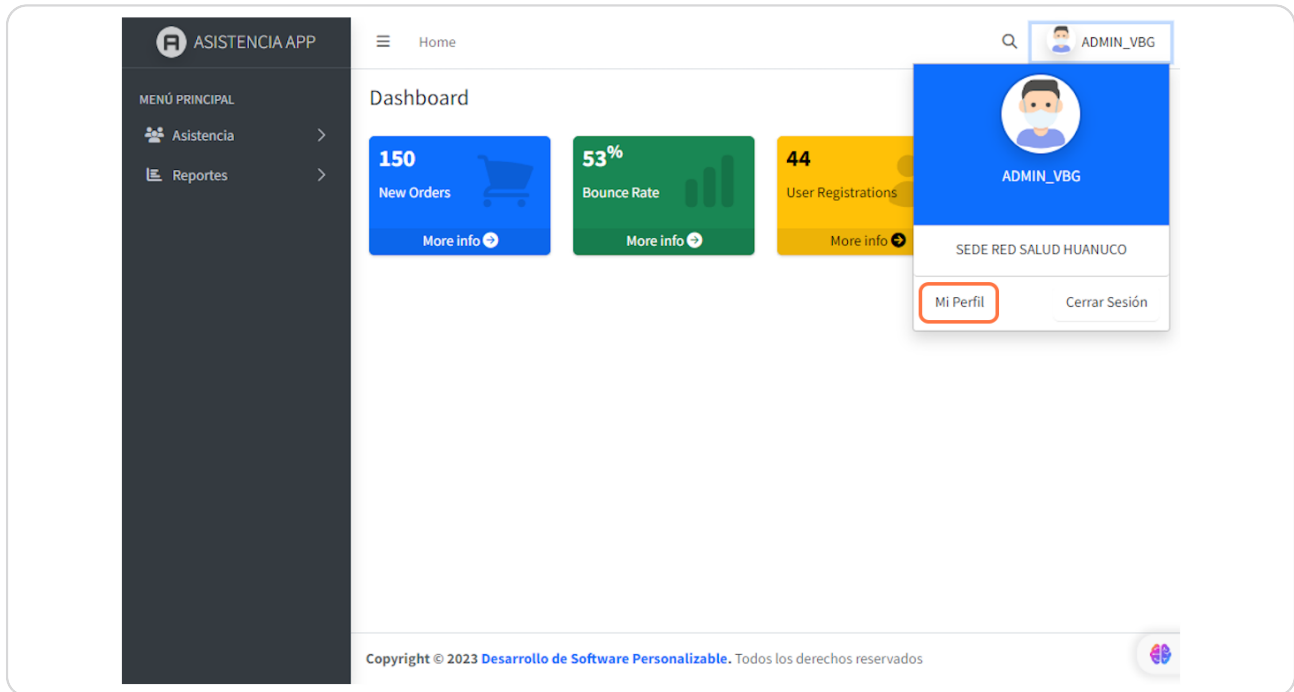 ASISTENCIA APP
Home
ADMIN_VBG
MENÚ PRINCIPAL
Asistencia
Reportes
Dashboard
150
New Orders
More info
53%
Bounce Rate
More info
44
User Registrations
More info
ADMIN_VBG
SEDE RED SALUD HUANUCO
Mi Perfil
Cerrar Sesión
Copyright © 2023 Desarrollo de Software Personalizable. Todos los derechos reservados